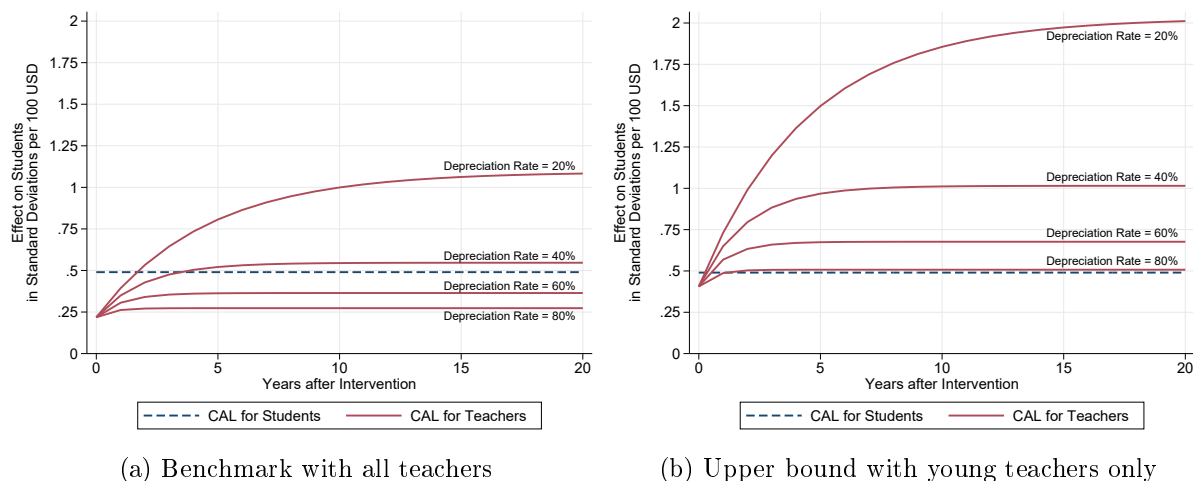 Effect on Students
in Standard Deviations per 100 USD
2
1.75
1.5
1.25
1
.75
.5
.25
0
Depreciation Rate = 20%
Depreciation Rate = 40%
Depreciation Rate = 60%
Depreciation Rate = 80%
0 5 10 15 20
Years after Intervention
CAL for Students CAL for Teachers
(a) Benchmark with all teachers
Effect on Students
in Standard Deviations per 100 USD
2
1.75
1.5
1.25
1
.75
.5
.25
0
Depreciation Rate = 20%
Depreciation Rate = 40%
Depreciation Rate = 60%
Depreciation Rate = 80%
0 5 10 15 20
Years after Intervention
CAL for Students CAL for Teachers
(b) Upper bound with young teachers only